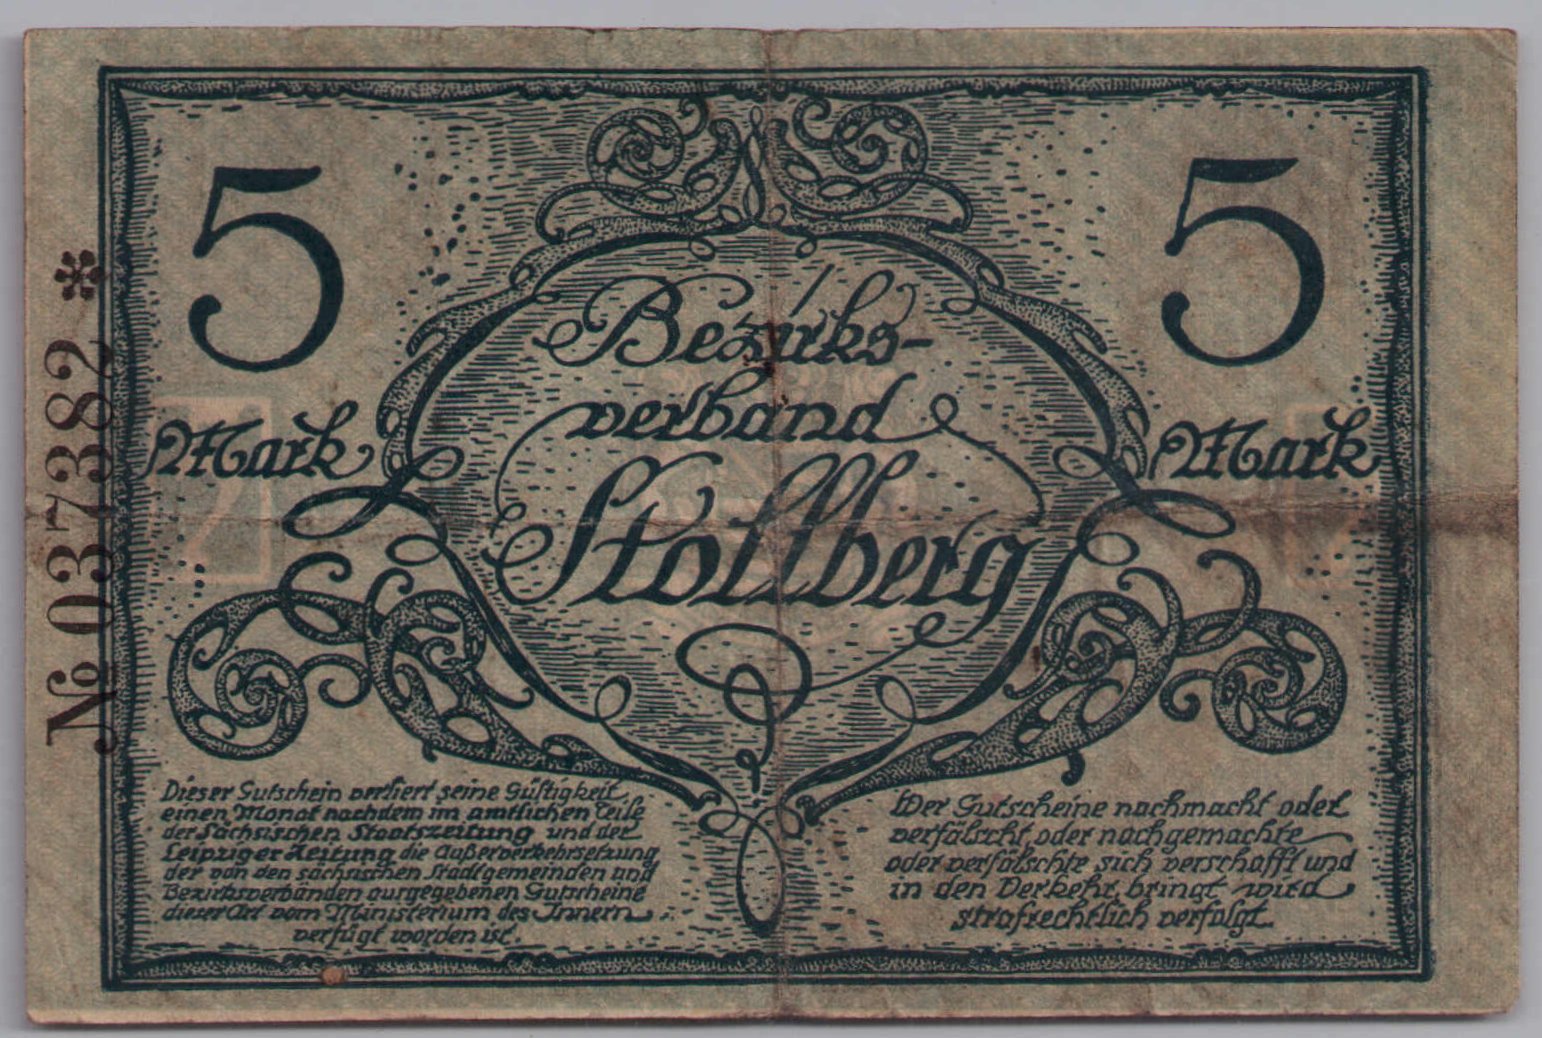 5
5
Bezirks-
verband
Stollberg
Mark
Mark
№ 037382 *
Dieser Gutschein verliert seine Gültigkeit
einen Monat nachdem im amtlichen Teile
der Sächsischen Staatszeitung und der
Leipziger Zeitung die Außerverkehrsetzung
der von den sächsischen Stadtgemeinden und
Bezirksverbänden ausgegebenen Gutscheine
dieser Art vom Ministerium des Innern
verfügt worden ist
Wer Gutscheine nachmacht oder
verfälscht, oder nachgemachte
oder verfälschte sich verschafft und
in den Verkehr bringt wird
strafrechtlich verfolgt.